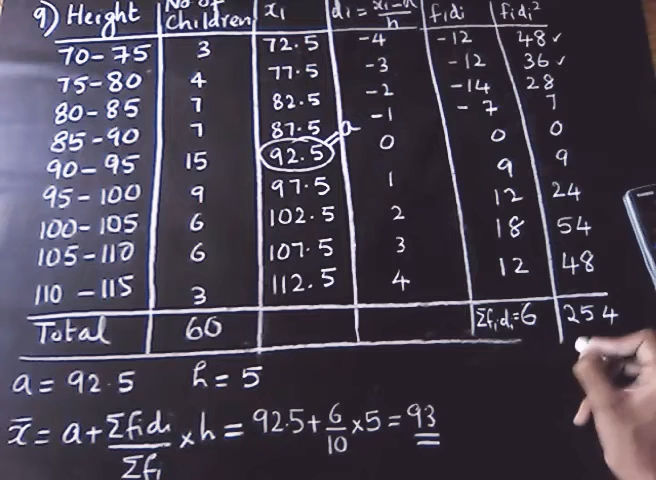 9) Height No of Children xi di = xi-a/h fidi fidi²
70-75 3 72.5 -4 -12 48✓
75-80 4 77.5 -3 -12 36✓
80-85 7 82.5 -2 -14 28
85-90 7 87.5 -1 -7 7
90-95 15 92.5 a 0 0 0
95-100 9 97.5 1 9 9
100-105 6 102.5 2 12 24
105-110 6 107.5 3 18 54
110-115 3 112.5 4 12 48
Total 60 Σfidi=6 254
a = 92.5 h = 5
x̄ = a + Σfidi/Σfi × h = 92.5 + 6/10 × 5 = 93